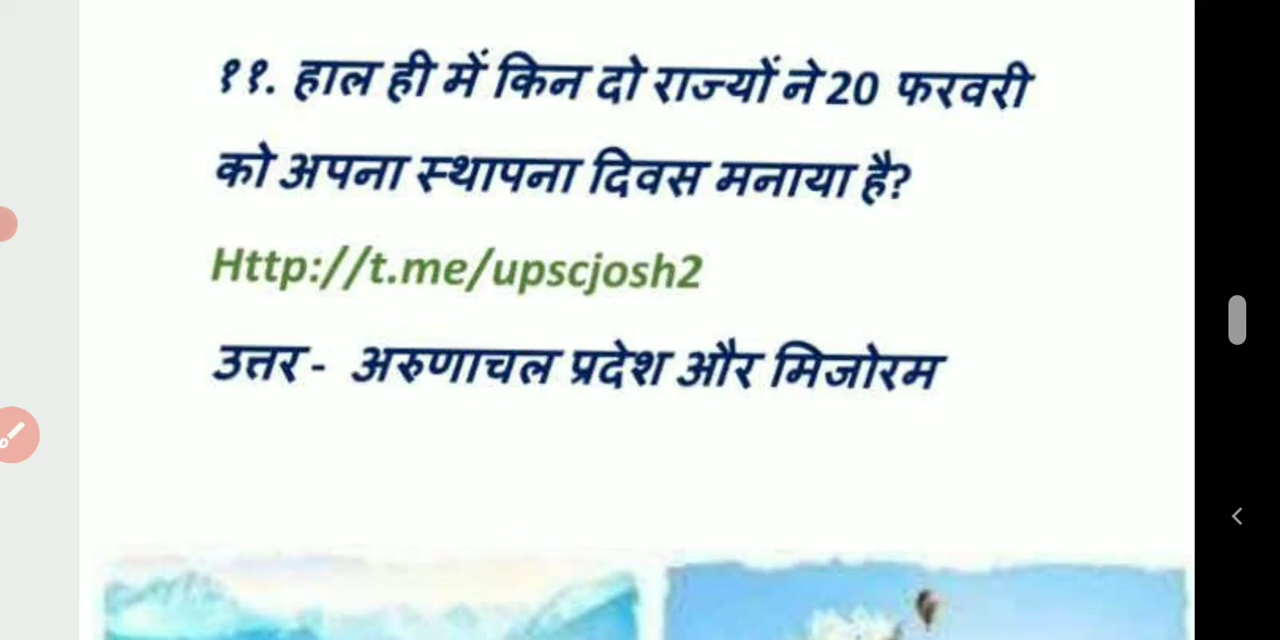 ११. हाल ही में किन दो राज्यों ने 20 फरवरी
को अपना स्थापना दिवस मनाया है?
Http://t.me/upscjosh2
उत्तर - अरुणाचल प्रदेश और मिजोरम